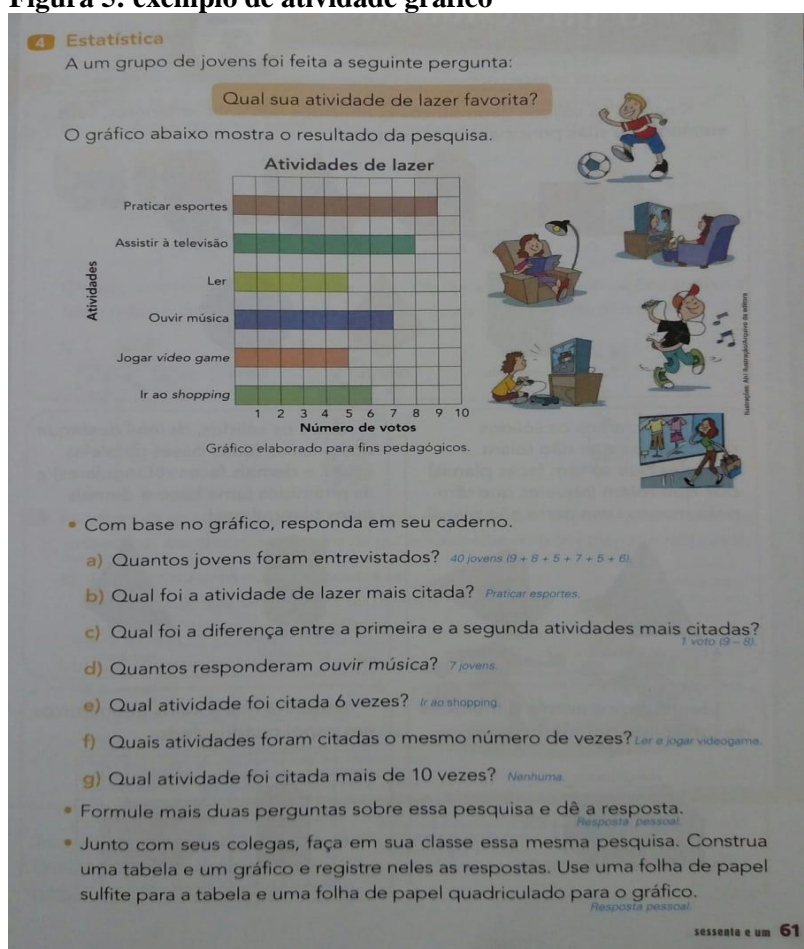 Figura 5: exemplo de atividade gráfico
4 Estatística
A um grupo de jovens foi feita a seguinte pergunta:
Qual sua atividade de lazer favorita?
O gráfico abaixo mostra o resultado da pesquisa.
Atividades de lazer
Atividades
Praticar esportes
Assistir à televisão
Ler
Ouvir música
Jogar video game
Ir ao shopping
1 2 3 4 5 6 7 8 9 10
Número de votos
Gráfico elaborado para fins pedagógicos.
Ilustrações: Ah! Ilustração/Arquivo da editora
• Com base no gráfico, responda em seu caderno.
a) Quantos jovens foram entrevistados? 40 jovens (9 + 8 + 5 + 7 + 5 + 6).
b) Qual foi a atividade de lazer mais citada? Praticar esportes.
c) Qual foi a diferença entre a primeira e a segunda atividades mais citadas?
1 voto (9 – 8).
d) Quantos responderam ouvir música? 7 jovens.
e) Qual atividade foi citada 6 vezes? Ir ao shopping.
f) Quais atividades foram citadas o mesmo número de vezes? Ler e jogar videogame.
g) Qual atividade foi citada mais de 10 vezes? Nenhuma.
• Formule mais duas perguntas sobre essa pesquisa e dê a resposta.
Resposta pessoal.
• Junto com seus colegas, faça em sua classe essa mesma pesquisa. Construa
uma tabela e um gráfico e registre neles as respostas. Use uma folha de papel
sulfite para a tabela e uma folha de papel quadriculado para o gráfico.
Resposta pessoal.
sessenta e um 61